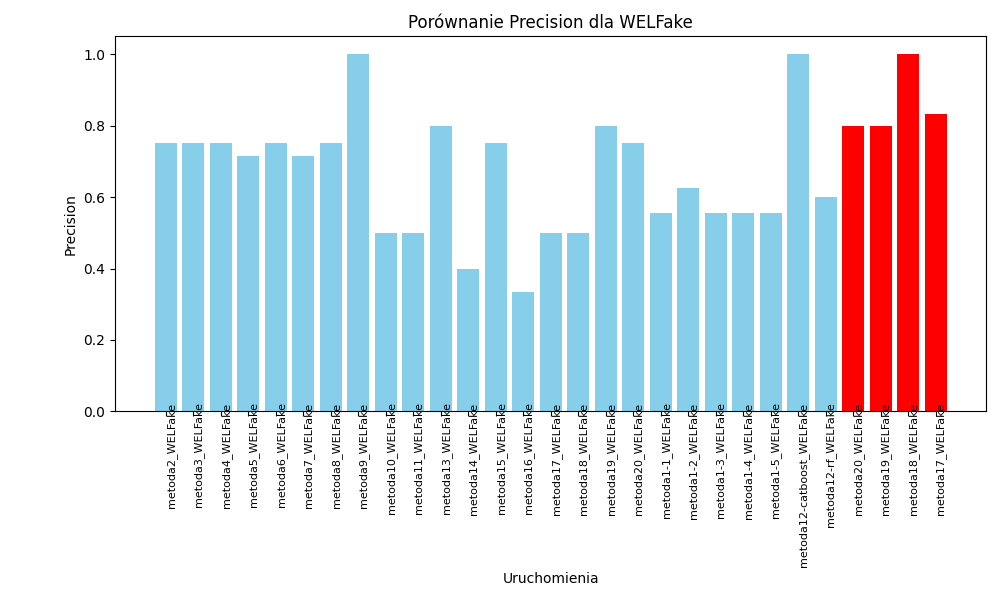 Porównanie Precision dla WELFake
Precision
1.0
0.8
0.6
0.4
0.2
0.0
metoda2_WELFake
metoda3_WELFake
metoda4_WELFake
metoda5_WELFake
metoda6_WELFake
metoda7_WELFake
metoda8_WELFake
metoda9_WELFake
metoda10_WELFake
metoda11_WELFake
metoda13_WELFake
metoda14_WELFake
metoda15_WELFake
metoda16_WELFake
metoda17_WELFake
metoda18_WELFake
metoda19_WELFake
metoda20_WELFake
metoda1-1_WELFake
metoda1-2_WELFake
metoda1-3_WELFake
metoda1-4_WELFake
metoda1-5_WELFake
metoda12-catboost_WELFake
metoda12-rf_WELFake
metoda20_WELFake
metoda19_WELFake
metoda18_WELFake
metoda17_WELFake
Uruchomienia